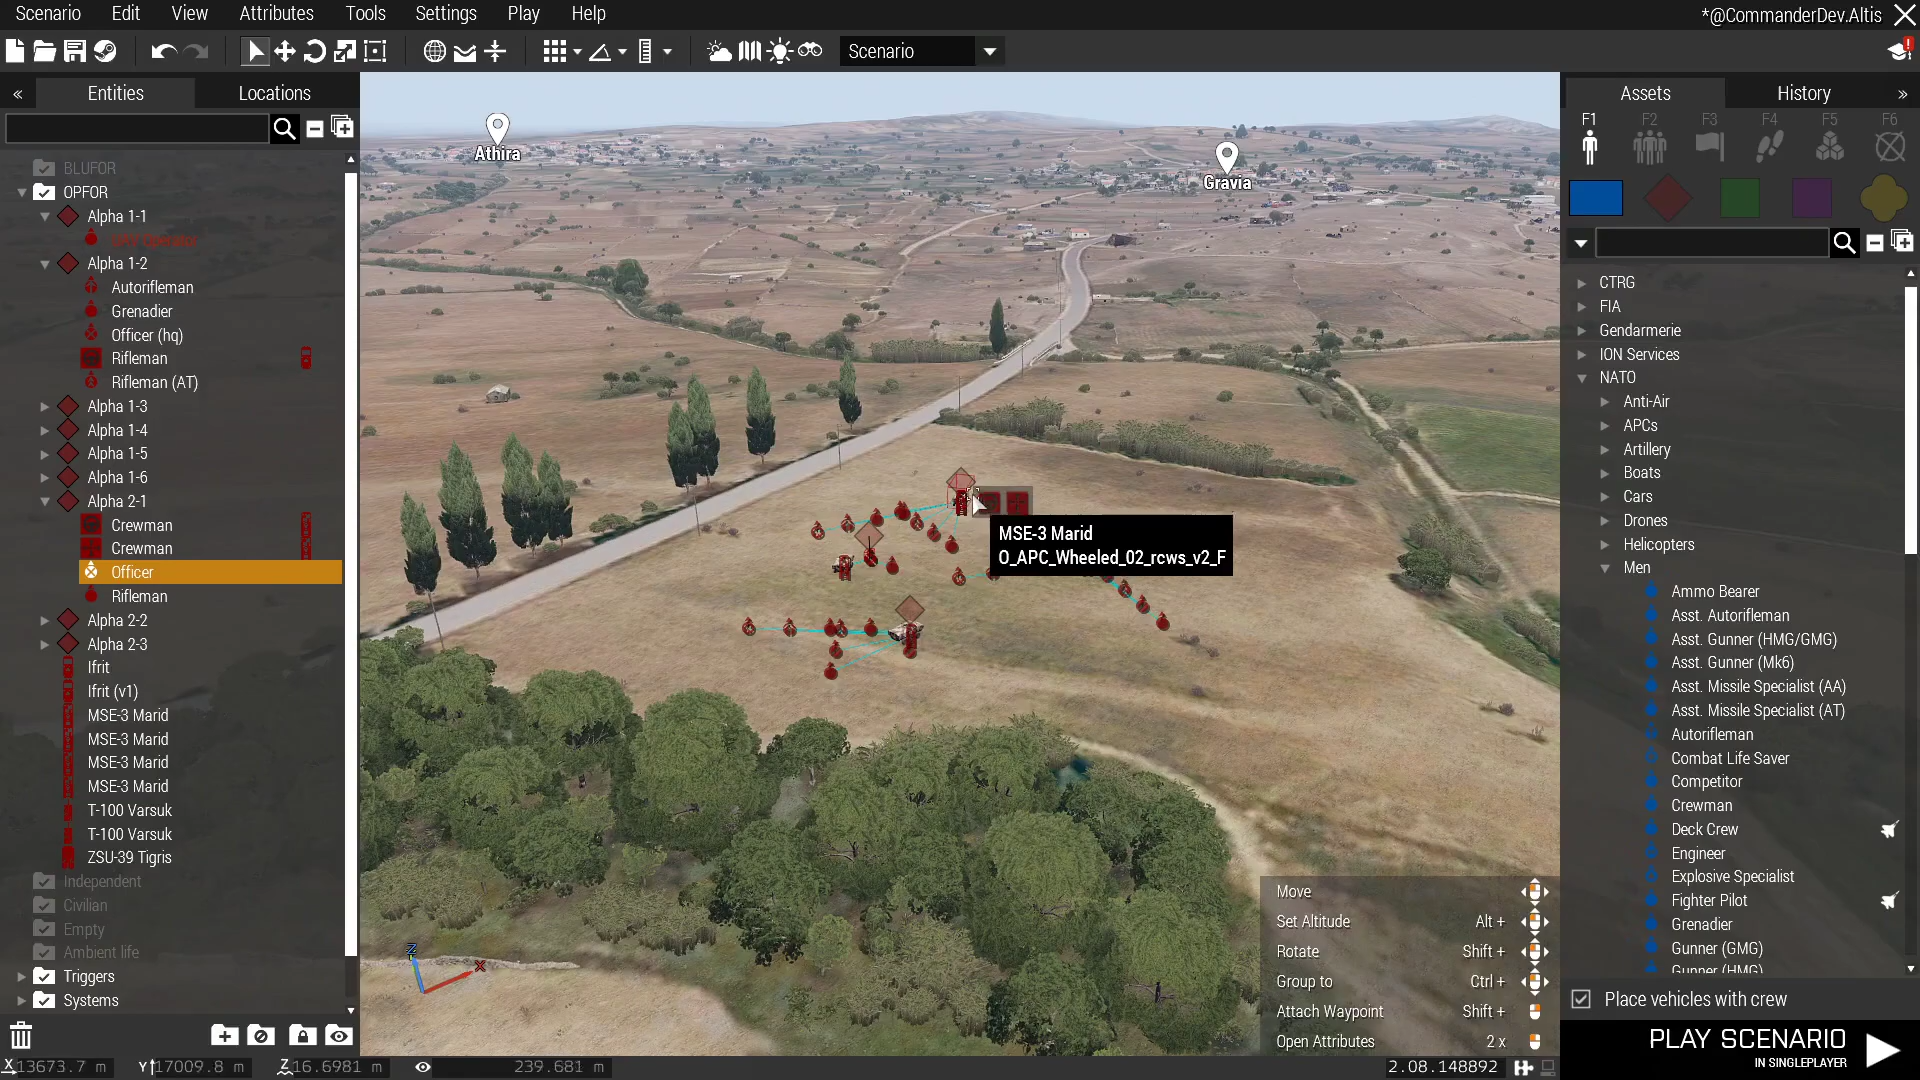 Scenario Edit View Attributes Tools Settings Play Help
*@CommanderDev.Altis
Scenario
Entities Locations
BLUFOR
OPFOR
Alpha 1-1
UAV Operator
Alpha 1-2
Autorifleman
Grenadier
Officer (hq)
Rifleman
Rifleman (AT)
Alpha 1-3
Alpha 1-4
Alpha 1-5
Alpha 1-6
Alpha 2-1
Crewman
Crewman
Officer
Rifleman
Alpha 2-2
Alpha 2-3
Ifrit
Ifrit (v1)
MSE-3 Marid
MSE-3 Marid
MSE-3 Marid
MSE-3 Marid
T-100 Varsuk
T-100 Varsuk
ZSU-39 Tigris
Independent
Civilian
Empty
Ambient life
Triggers
Systems
X 13673.7 m Y 17009.8 m Z 16.6981 m 239.681 m
Athira
Gravia
MSE-3 Marid
O_APC_Wheeled_02_rcws_v2_F
Z
X
Move
Set Altitude Alt +
Rotate Shift +
Group to Ctrl +
Attach Waypoint Shift +
Open Attributes 2 x
2.08.148892
Assets History
F1 F2 F3 F4 F5 F6
CTRG
FIA
Gendarmerie
ION Services
NATO
Anti-Air
APCs
Artillery
Boats
Cars
Drones
Helicopters
Men
Ammo Bearer
Asst. Autorifleman
Asst. Gunner (HMG/GMG)
Asst. Gunner (Mk6)
Asst. Missile Specialist (AA)
Asst. Missile Specialist (AT)
Autorifleman
Combat Life Saver
Competitor
Crewman
Deck Crew
Engineer
Explosive Specialist
Fighter Pilot
Grenadier
Gunner (GMG)
Gunner (HMG)
Place vehicles with crew
PLAY SCENARIO
IN SINGLEPLAYER